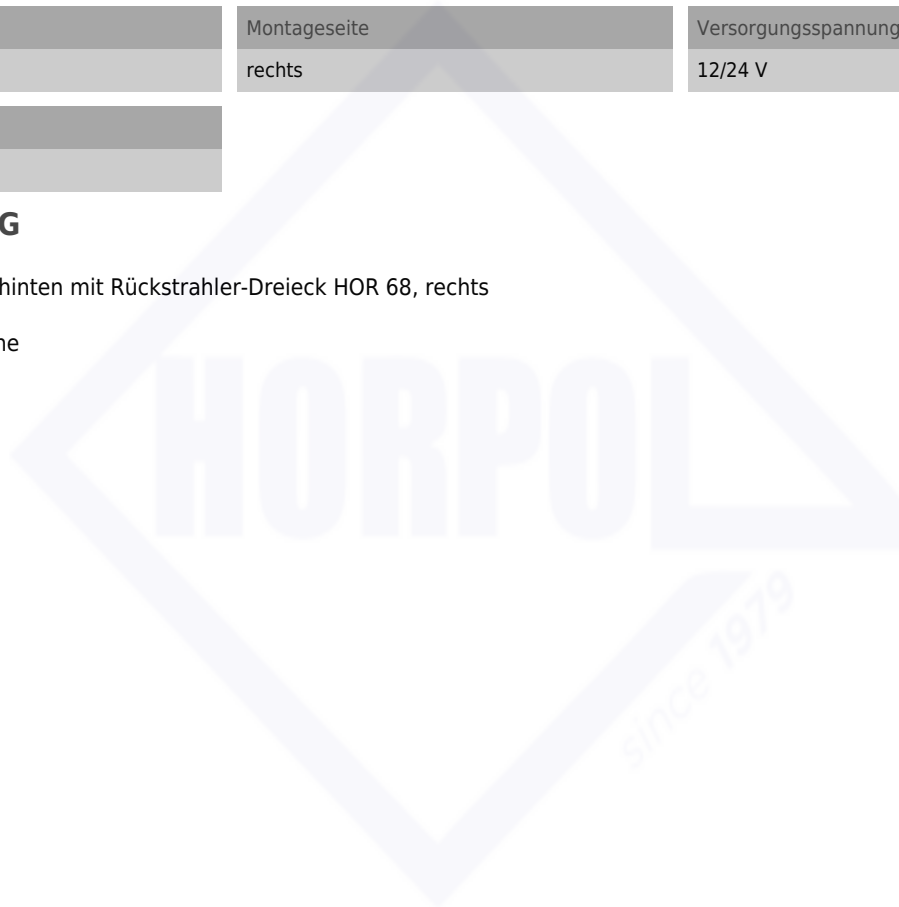 Montageseite Versorgungsspannung
rechts 12/24 V
G
hinten mit Rückstrahler-Dreieck HOR 68, rechts
ne
HORPOL
since 1979